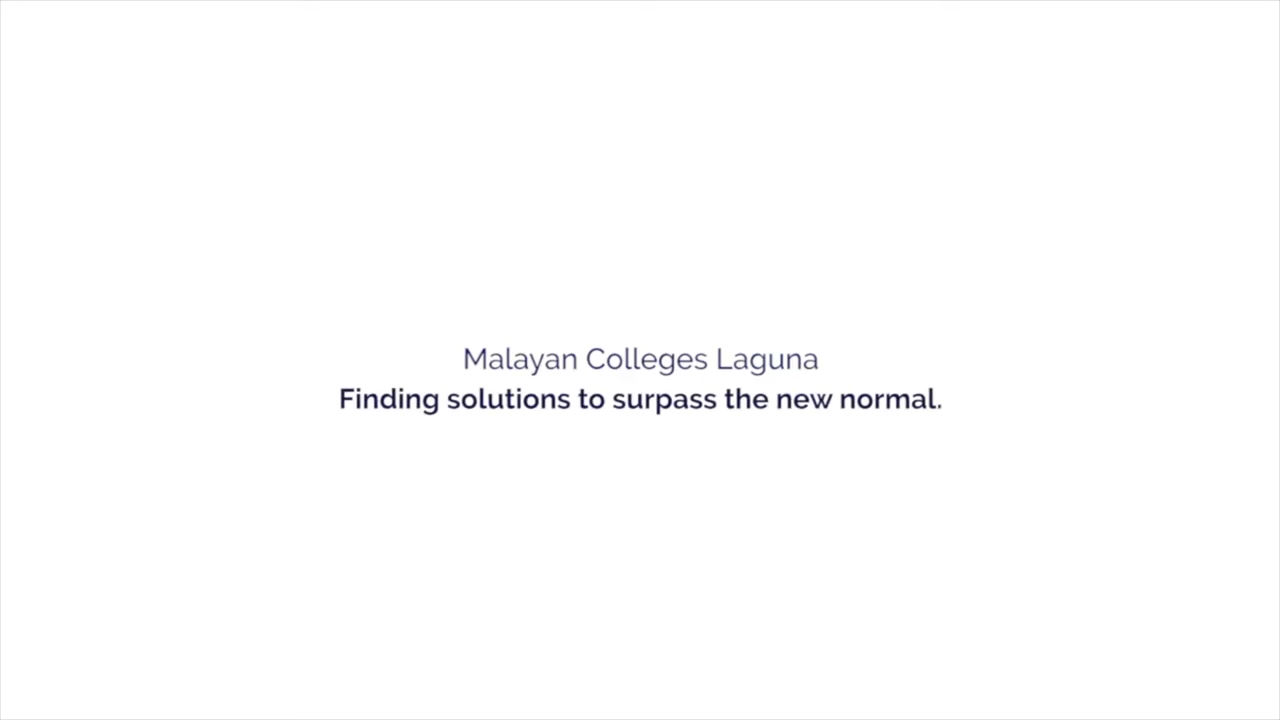 Malayan Colleges Laguna
Finding solutions to surpass the new normal.